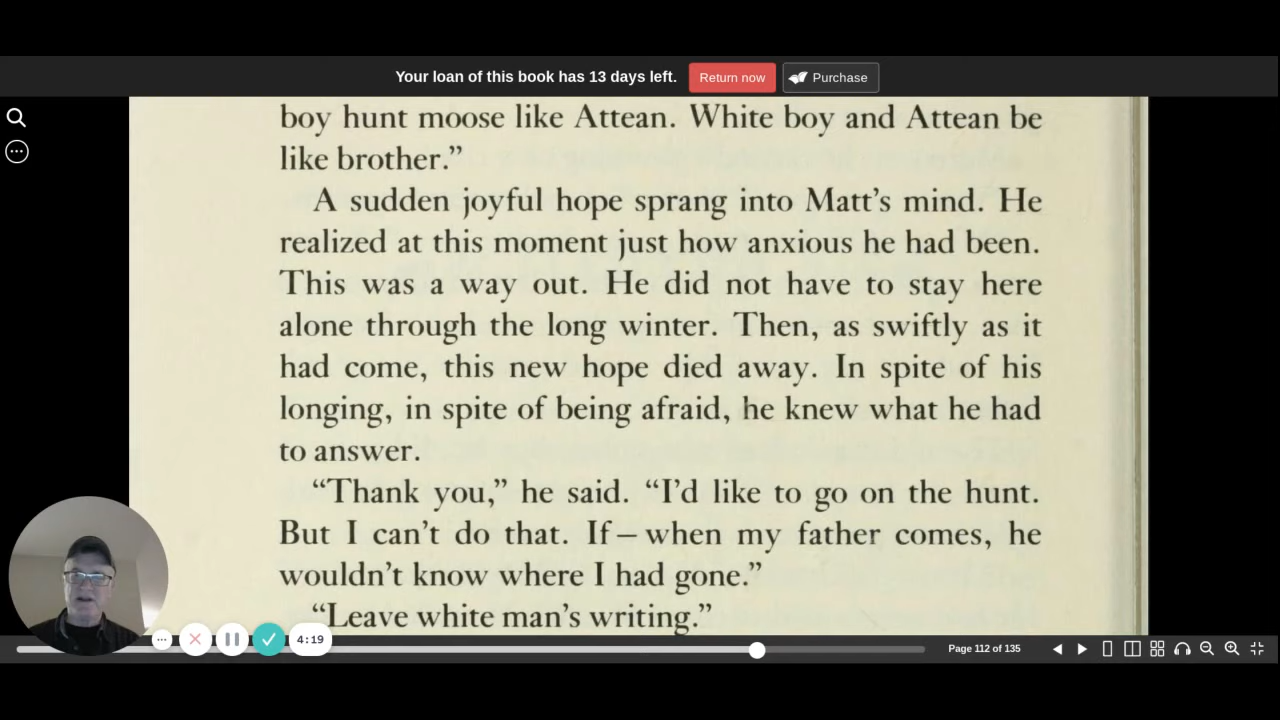 Your loan of this book has 13 days left. Return now Purchase
boy hunt moose like Attean. White boy and Attean be
like brother.”
A sudden joyful hope sprang into Matt’s mind. He
realized at this moment just how anxious he had been.
This was a way out. He did not have to stay here
alone through the long winter. Then, as swiftly as it
had come, this new hope died away. In spite of his
longing, in spite of being afraid, he knew what he had
to answer.
“Thank you,” he said. “I’d like to go on the hunt.
But I can’t do that. If — when my father comes, he
wouldn’t know where I had gone.”
“Leave white man’s writing.”
4:19
Page 112 of 135